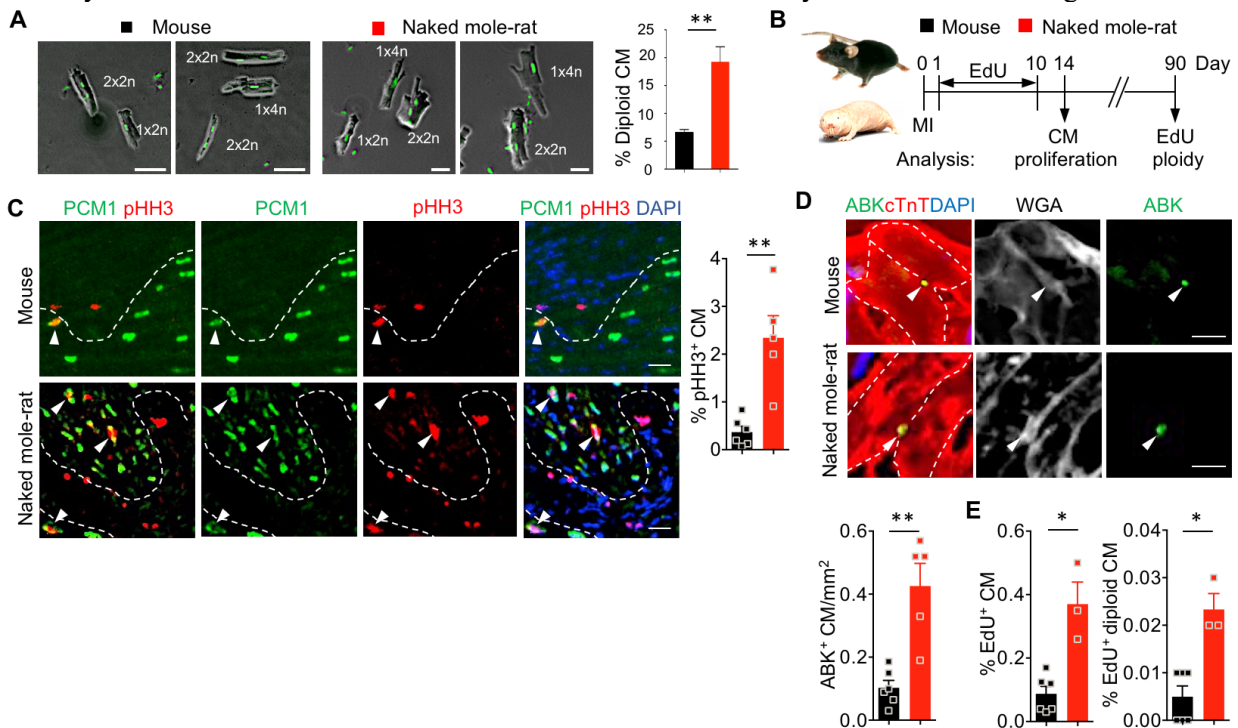 A
Mouse
Naked mole-rat
2x2n
1x2n
2x2n
1x4n
2x2n
1x4n
1x2n
2x2n
1x4n
2x2n
% Diploid CM
25
20
15
10
5
0
**
B
Mouse
Naked mole-rat
0 1 EdU 10 14 90 Day
MI
Analysis:
CM
proliferation
EdU
ploidy
C
PCM1 pHH3
PCM1
pHH3
PCM1 pHH3 DAPI
Mouse
Naked mole-rat
% pHH3+ CM
4
3
2
1
0
**
D
ABKcTnTDAPI
WGA
ABK
Mouse
Naked mole-rat
ABK+ CM/mm2
0.6
0.4
0.2
0.0
**
E
% EdU+ CM
0.6
0.4
0.2
0.0
*
% EdU+ diploid CM
0.04
0.03
0.02
0.01
0.00
*